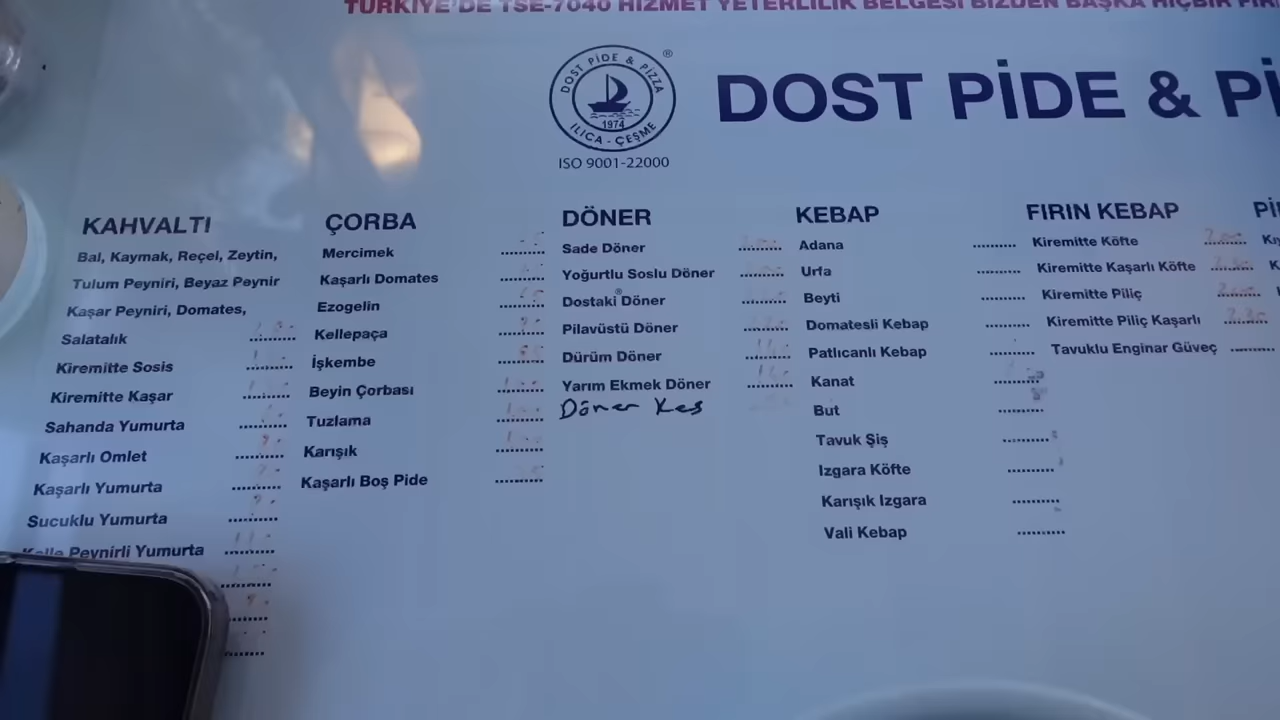 TÜRKİYE'DE TSE-7040 HİZMET YETERLİLİK BELGESİ BİZDEN BAŞKA HİÇBİR
DOST PİDE & PİZZA
1974
ILICA - ÇEŞME
®
ISO 9001-22000
DOST PİDE & Pİ
KAHVALTI
Bal, Kaymak, Reçel, Zeytin,
Tulum Peyniri, Beyaz Peynir
Kaşar Peyniri, Domates,
Salatalık ........
Kiremitte Sosis ........
Kiremitte Kaşar ........
Sahanda Yumurta ........
Kaşarlı Omlet ........
Kaşarlı Yumurta ........
Sucuklu Yumurta ........
Peynirli Yumurta ........
ÇORBA
Mercimek ........
Kaşarlı Domates ........
Ezogelin ........
Kellepaça ........
İşkembe ........
Beyin Çorbası ........
Tuzlama ........
Karışık ........
Kaşarlı Boş Pide ........
DÖNER
Sade Döner ........
Yoğurtlu Soslu Döner ........
Dostaki® Döner ........
Pilavüstü Döner ........
Dürüm Döner ........
Yarım Ekmek Döner ........
Döner Kes
KEBAP
Adana ........
Urfa ........
Beyti ........
Domatesli Kebap ........
Patlıcanlı Kebap ........
Kanat ........
But ........
Tavuk Şiş ........
Izgara Köfte ........
Karışık Izgara ........
Vali Kebap ........
FIRIN KEBAP
Kiremitte Köfte ........
Kiremitte Kaşarlı Köfte ........
Kiremitte Piliç ........
Kiremitte Piliç Kaşarlı ........
Tavuklu Enginar Güveç ........